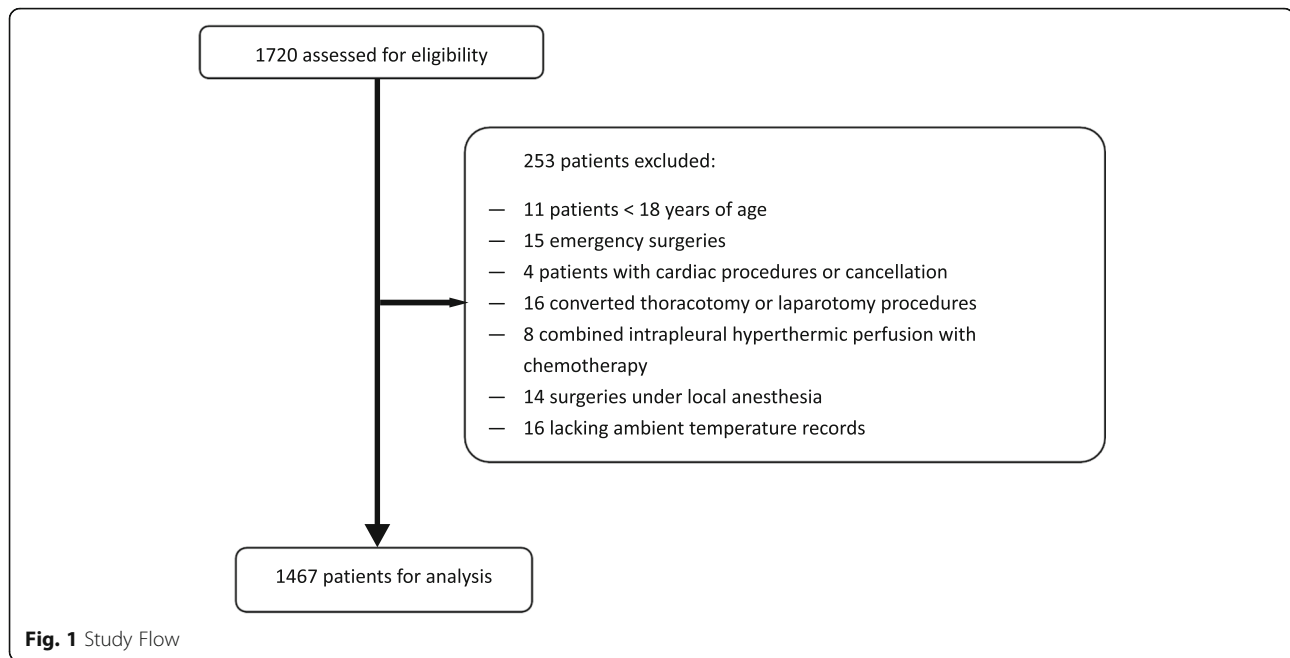 1720 assessed for eligibility
253 patients excluded:
— 11 patients < 18 years of age
— 15 emergency surgeries
— 4 patients with cardiac procedures or cancellation
— 16 converted thoracotomy or laparotomy procedures
— 8 combined intrapleural hyperthermic perfusion with
chemotherapy
— 14 surgeries under local anesthesia
— 16 lacking ambient temperature records
1467 patients for analysis
Fig. 1 Study Flow